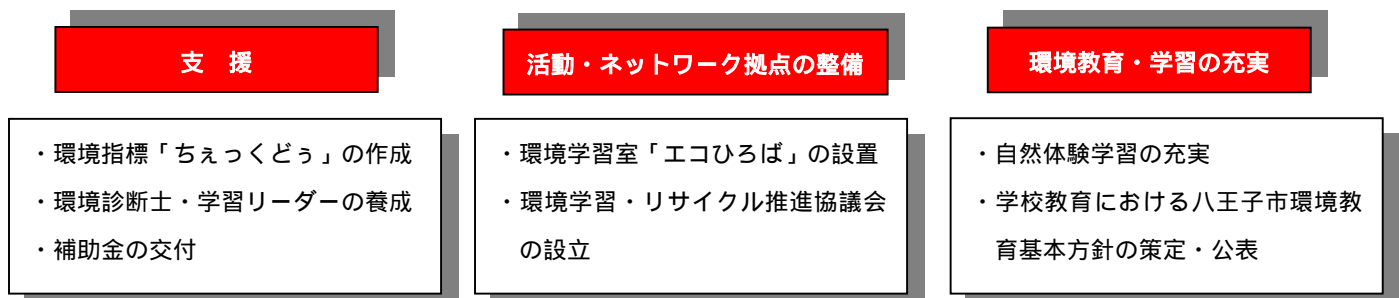 支　援
・環境指標「ちぇっくどぅ」の作成
・環境診断士・学習リーダーの養成
・補助金の交付
活動・ネットワーク拠点の整備
・環境学習室「エコひろば」の設置
・環境学習・リサイクル推進協議会
の設立
環境教育・学習の充実
・自然体験学習の充実
・学校教育における八王子市環境教
育基本方針の策定・公表